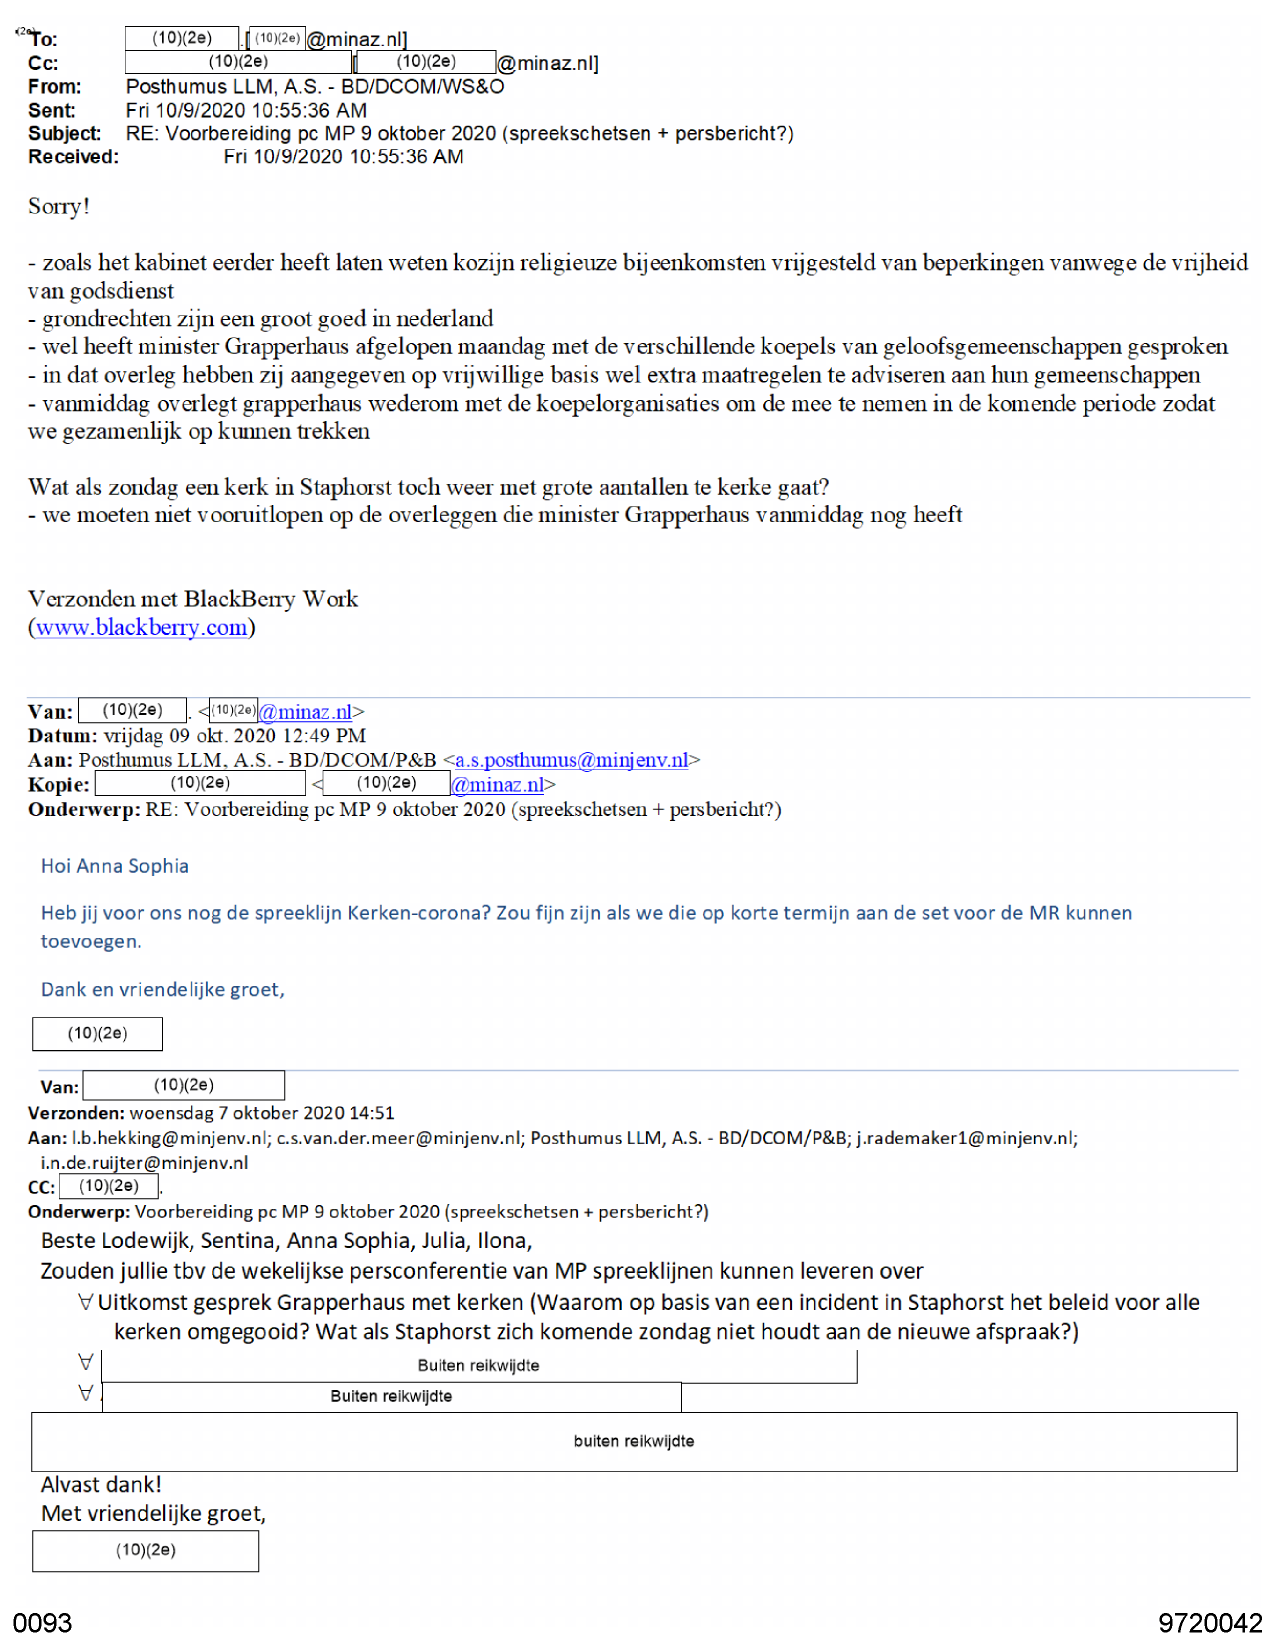 (2e)
To: (10)(2e) .[ (10)(2e) @minaz.nl]
Cc: (10)(2e) [ (10)(2e) @minaz.nl]
From: Posthumus LLM, A.S. - BD/DCOM/WS&O
Sent: Fri 10/9/2020 10:55:36 AM
Subject: RE: Voorbereiding pc MP 9 oktober 2020 (spreekschetsen + persbericht?)
Received: Fri 10/9/2020 10:55:36 AM
Sorry!
- zoals het kabinet eerder heeft laten weten kozijn religieuze bijeenkomsten vrijgesteld van beperkingen vanwege de vrijheid
van godsdienst
- grondrechten zijn een groot goed in nederland
- wel heeft minister Grapperhaus afgelopen maandag met de verschillende koepels van geloofsgemeenschappen gesproken
- in dat overleg hebben zij aangegeven op vrijwillige basis wel extra maatregelen te adviseren aan hun gemeenschappen
- vanmiddag overlegt grapperhaus wederom met de koepelorganisaties om de mee te nemen in de komende periode zodat
we gezamenlijk op kunnen trekken
Wat als zondag een kerk in Staphorst toch weer met grote aantallen te kerke gaat?
- we moeten niet vooruitlopen op de overleggen die minister Grapperhaus vanmiddag nog heeft
Verzonden met BlackBerry Work
(www.blackberry.com)
Van: (10)(2e) . <(10)(2e)@minaz.nl>
Datum: vrijdag 09 okt. 2020 12:49 PM
Aan: Posthumus LLM, A.S. - BD/DCOM/P&B <a.s.posthumus@minjenv.nl>
Kopie: (10)(2e) < (10)(2e) @minaz.nl>
Onderwerp: RE: Voorbereiding pc MP 9 oktober 2020 (spreekschetsen + persbericht?)
Hoi Anna Sophia
Heb jij voor ons nog de spreeklijn Kerken-corona? Zou fijn zijn als we die op korte termijn aan de set voor de MR kunnen
toevoegen.
Dank en vriendelijke groet,
(10)(2e)
Van: (10)(2e)
Verzonden: woensdag 7 oktober 2020 14:51
Aan: l.b.hekking@minjenv.nl; c.s.van.der.meer@minjenv.nl; Posthumus LLM, A.S. - BD/DCOM/P&B; j.rademaker1@minjenv.nl;
i.n.de.ruijter@minjenv.nl
CC: (10)(2e) .
Onderwerp: Voorbereiding pc MP 9 oktober 2020 (spreekschetsen + persbericht?)
Beste Lodewijk, Sentina, Anna Sophia, Julia, Ilona,
Zouden jullie tbv de wekelijkse persconferentie van MP spreeklijnen kunnen leveren over
∀ Uitkomst gesprek Grapperhaus met kerken (Waarom op basis van een incident in Staphorst het beleid voor alle
kerken omgegooid? Wat als Staphorst zich komende zondag niet houdt aan de nieuwe afspraak?)
∀ Buiten reikwijdte
∀ Buiten reikwijdte
buiten reikwijdte
Alvast dank!
Met vriendelijke groet,
(10)(2e)
0093 9720042